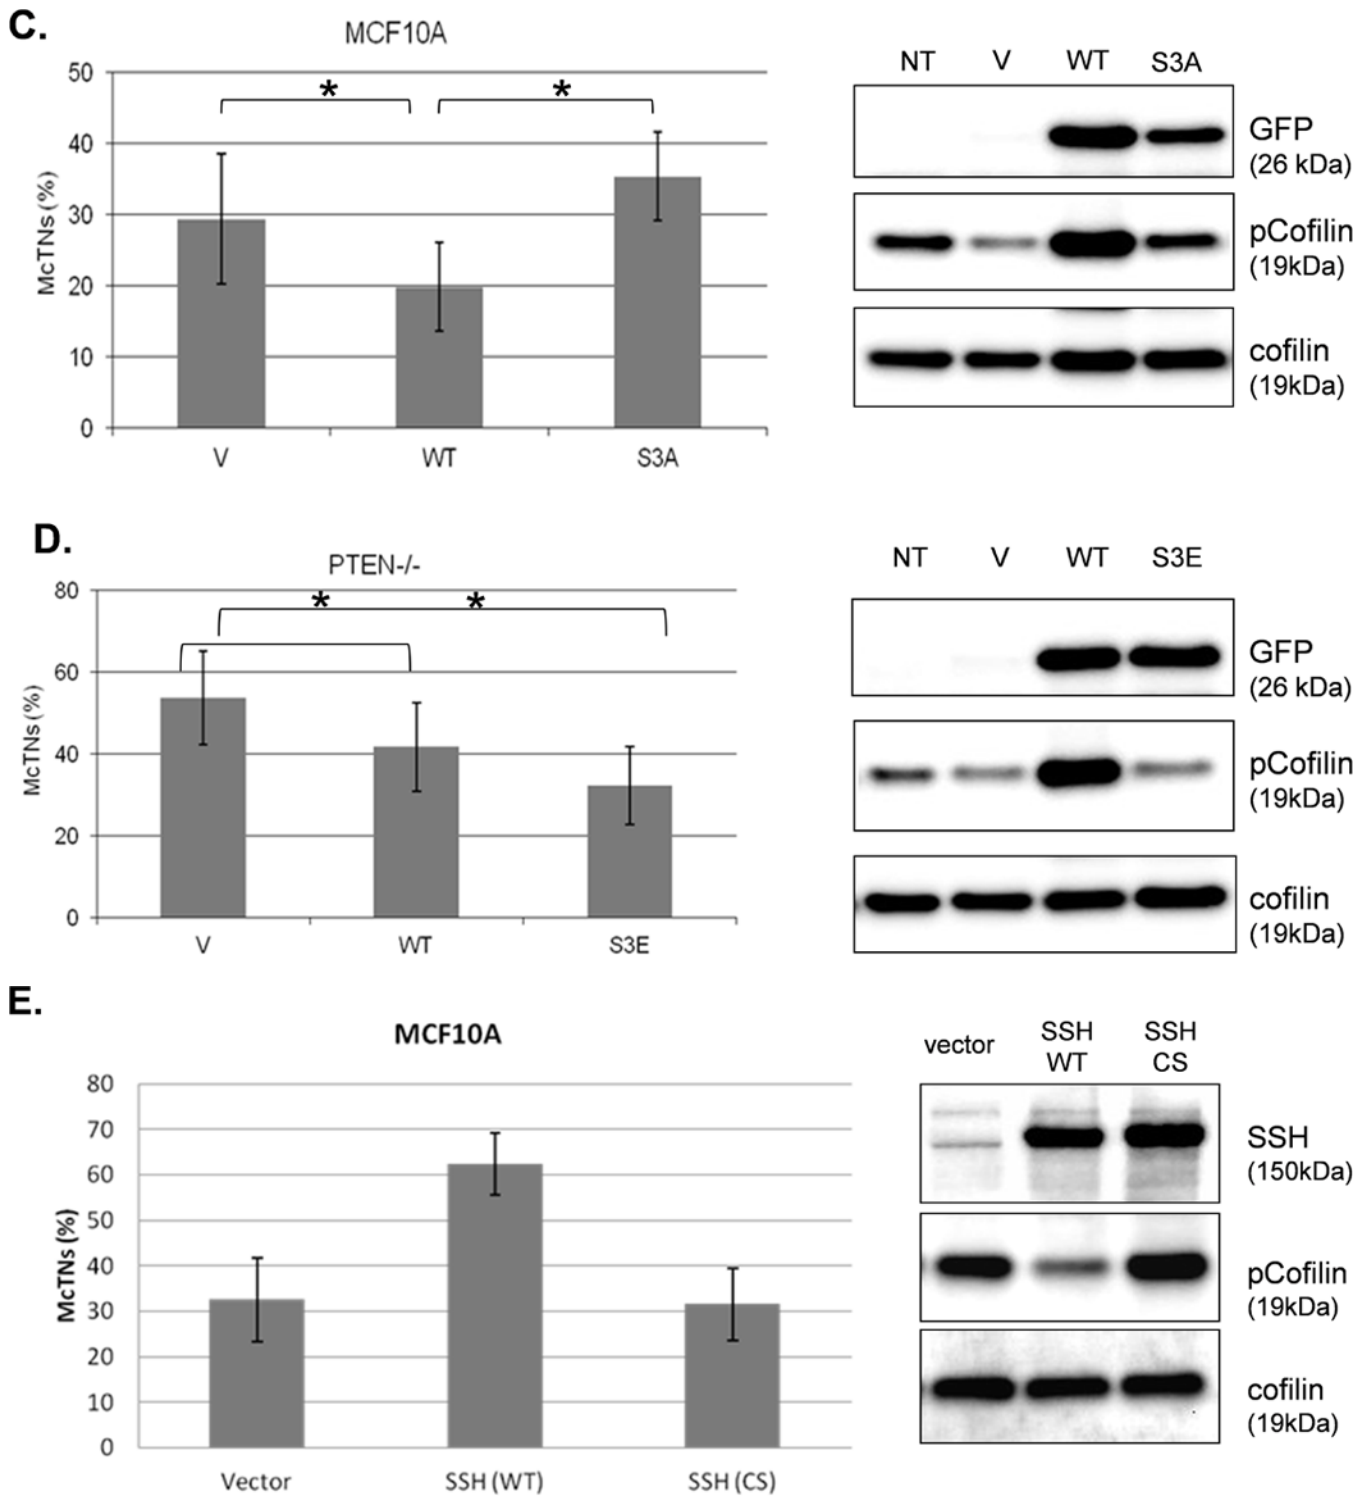 C.
MCF10A
50
40
30
20
10
0
McTNs (%)
* *
V WT S3A
NT V WT S3A
GFP
(26 kDa)
pCofilin
(19kDa)
cofilin
(19kDa)
D.
PTEN-/-
80
60
40
20
0
McTNs (%)
* *
V WT S3E
NT V WT S3E
GFP
(26 kDa)
pCofilin
(19kDa)
cofilin
(19kDa)
E.
MCF10A
80
70
60
50
40
30
20
10
0
McTNs (%)
Vector SSH (WT) SSH (CS)
vector SSH WT SSH CS
SSH
(150kDa)
pCofilin
(19kDa)
cofilin
(19kDa)